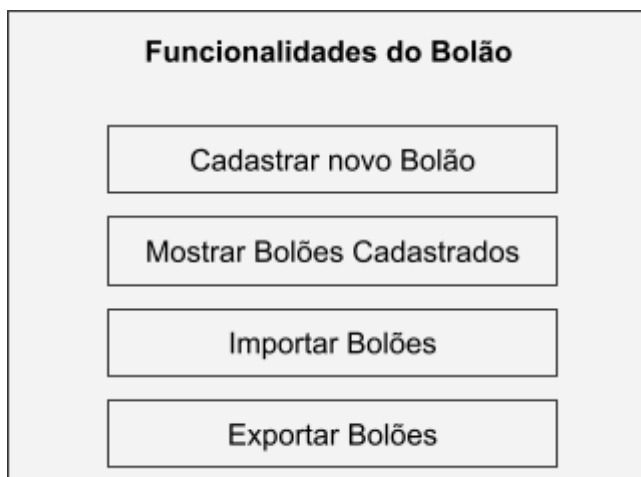 Funcionalidades do Bolão
Cadastrar novo Bolão
Mostrar Bolões Cadastrados
Importar Bolões
Exportar Bolões